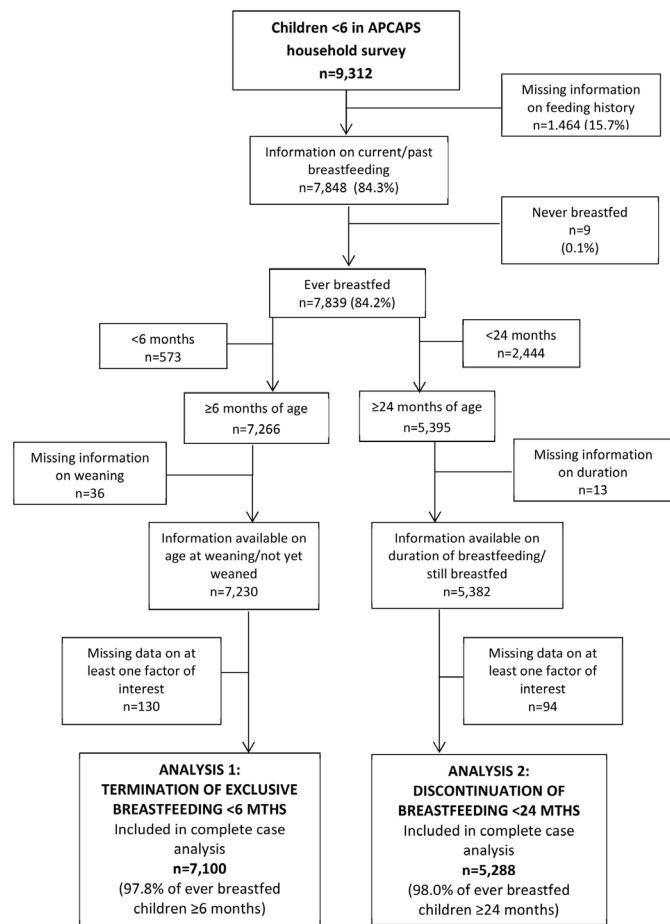 Children <6 in APCAPS
household survey
n=9,312
Missing information
on feeding history
n=1.464 (15.7%)
Information on current/past
breastfeeding
n=7,848 (84.3%)
Never breastfed
n=9
(0.1%)
Ever breastfed
n=7,839 (84.2%)
<6 months
n=573
<24 months
n=2,444
≥6 months of age
n=7,266
≥24 months of age
n=5,395
Missing information
on weaning
n=36
Missing information
on duration
n=13
Information available on
age at weaning/not yet
weaned
n=7,230
Information available on
duration of breastfeeding/
still breastfed
n=5,382
Missing data on at
least one factor of
interest
n=130
Missing data on at
least one factor of
interest
n=94
ANALYSIS 1:
TERMINATION OF EXCLUSIVE
BREASTFEEDING <6 MTHS
Included in complete case
analysis
n=7,100
(97.8% of ever breastfed
children ≥6 months)
ANALYSIS 2:
DISCONTINUATION OF
BREASTFEEDING <24 MTHS
Included in complete case
analysis
n=5,288
(98.0% of ever breastfed
children ≥24 months)